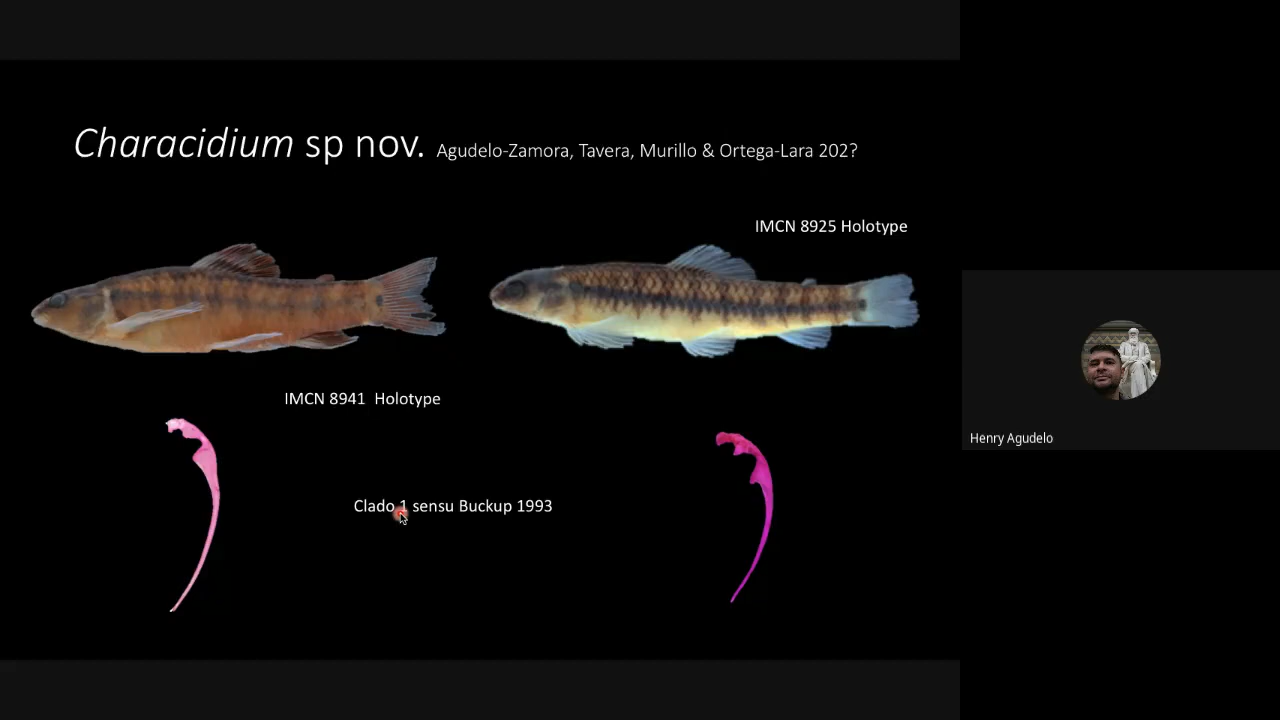 Characidium sp nov. Agudelo-Zamora, Tavera, Murillo & Ortega-Lara 202?
IMCN 8925 Holotype
IMCN 8941 Holotype
Clado 1 sensu Buckup 1993
Henry Agudelo